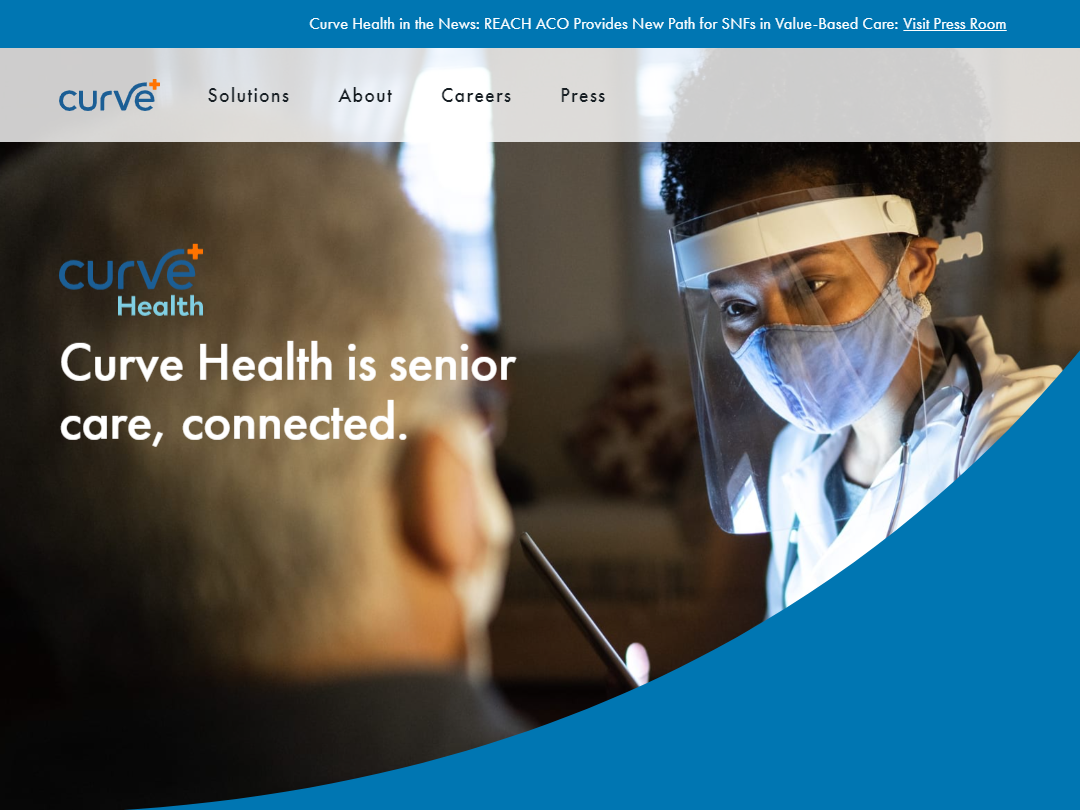 Curve Health in the News: REACH ACO Provides New Path for SNFs in Value-Based Care: Visit Press Room
curve Solutions About Careers Press
curve
Health
Curve Health is senior
care, connected.